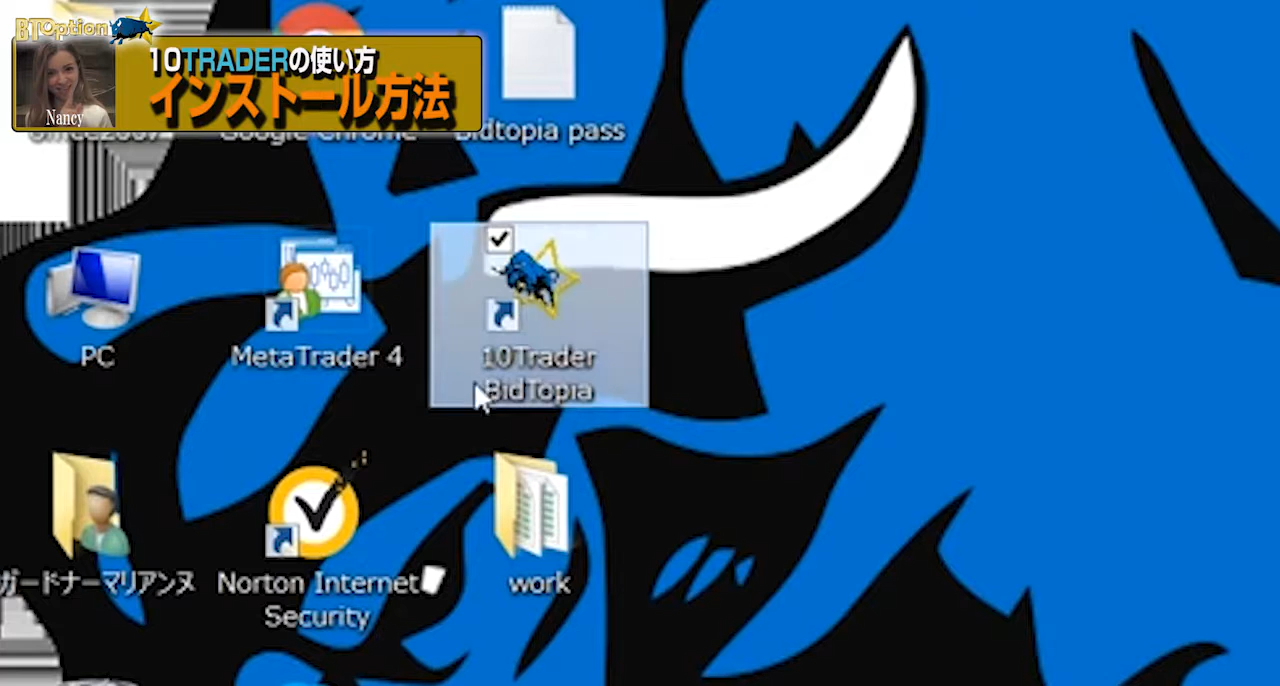 BTOption
10TRADERの使い方
インストール方法
Nancy
Google Chrome
Bidtopia pass
PC
MetaTrader 4
10Trader
BidTopia
ガードナーマリアンヌ
Norton Internet
Security
work